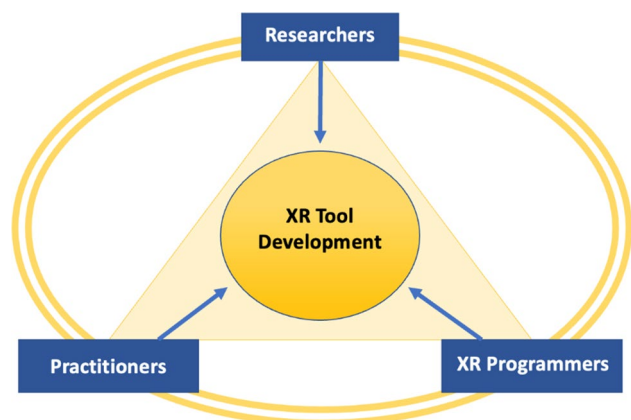 Researchers
XR Tool
Development
Practitioners
XR Programmers